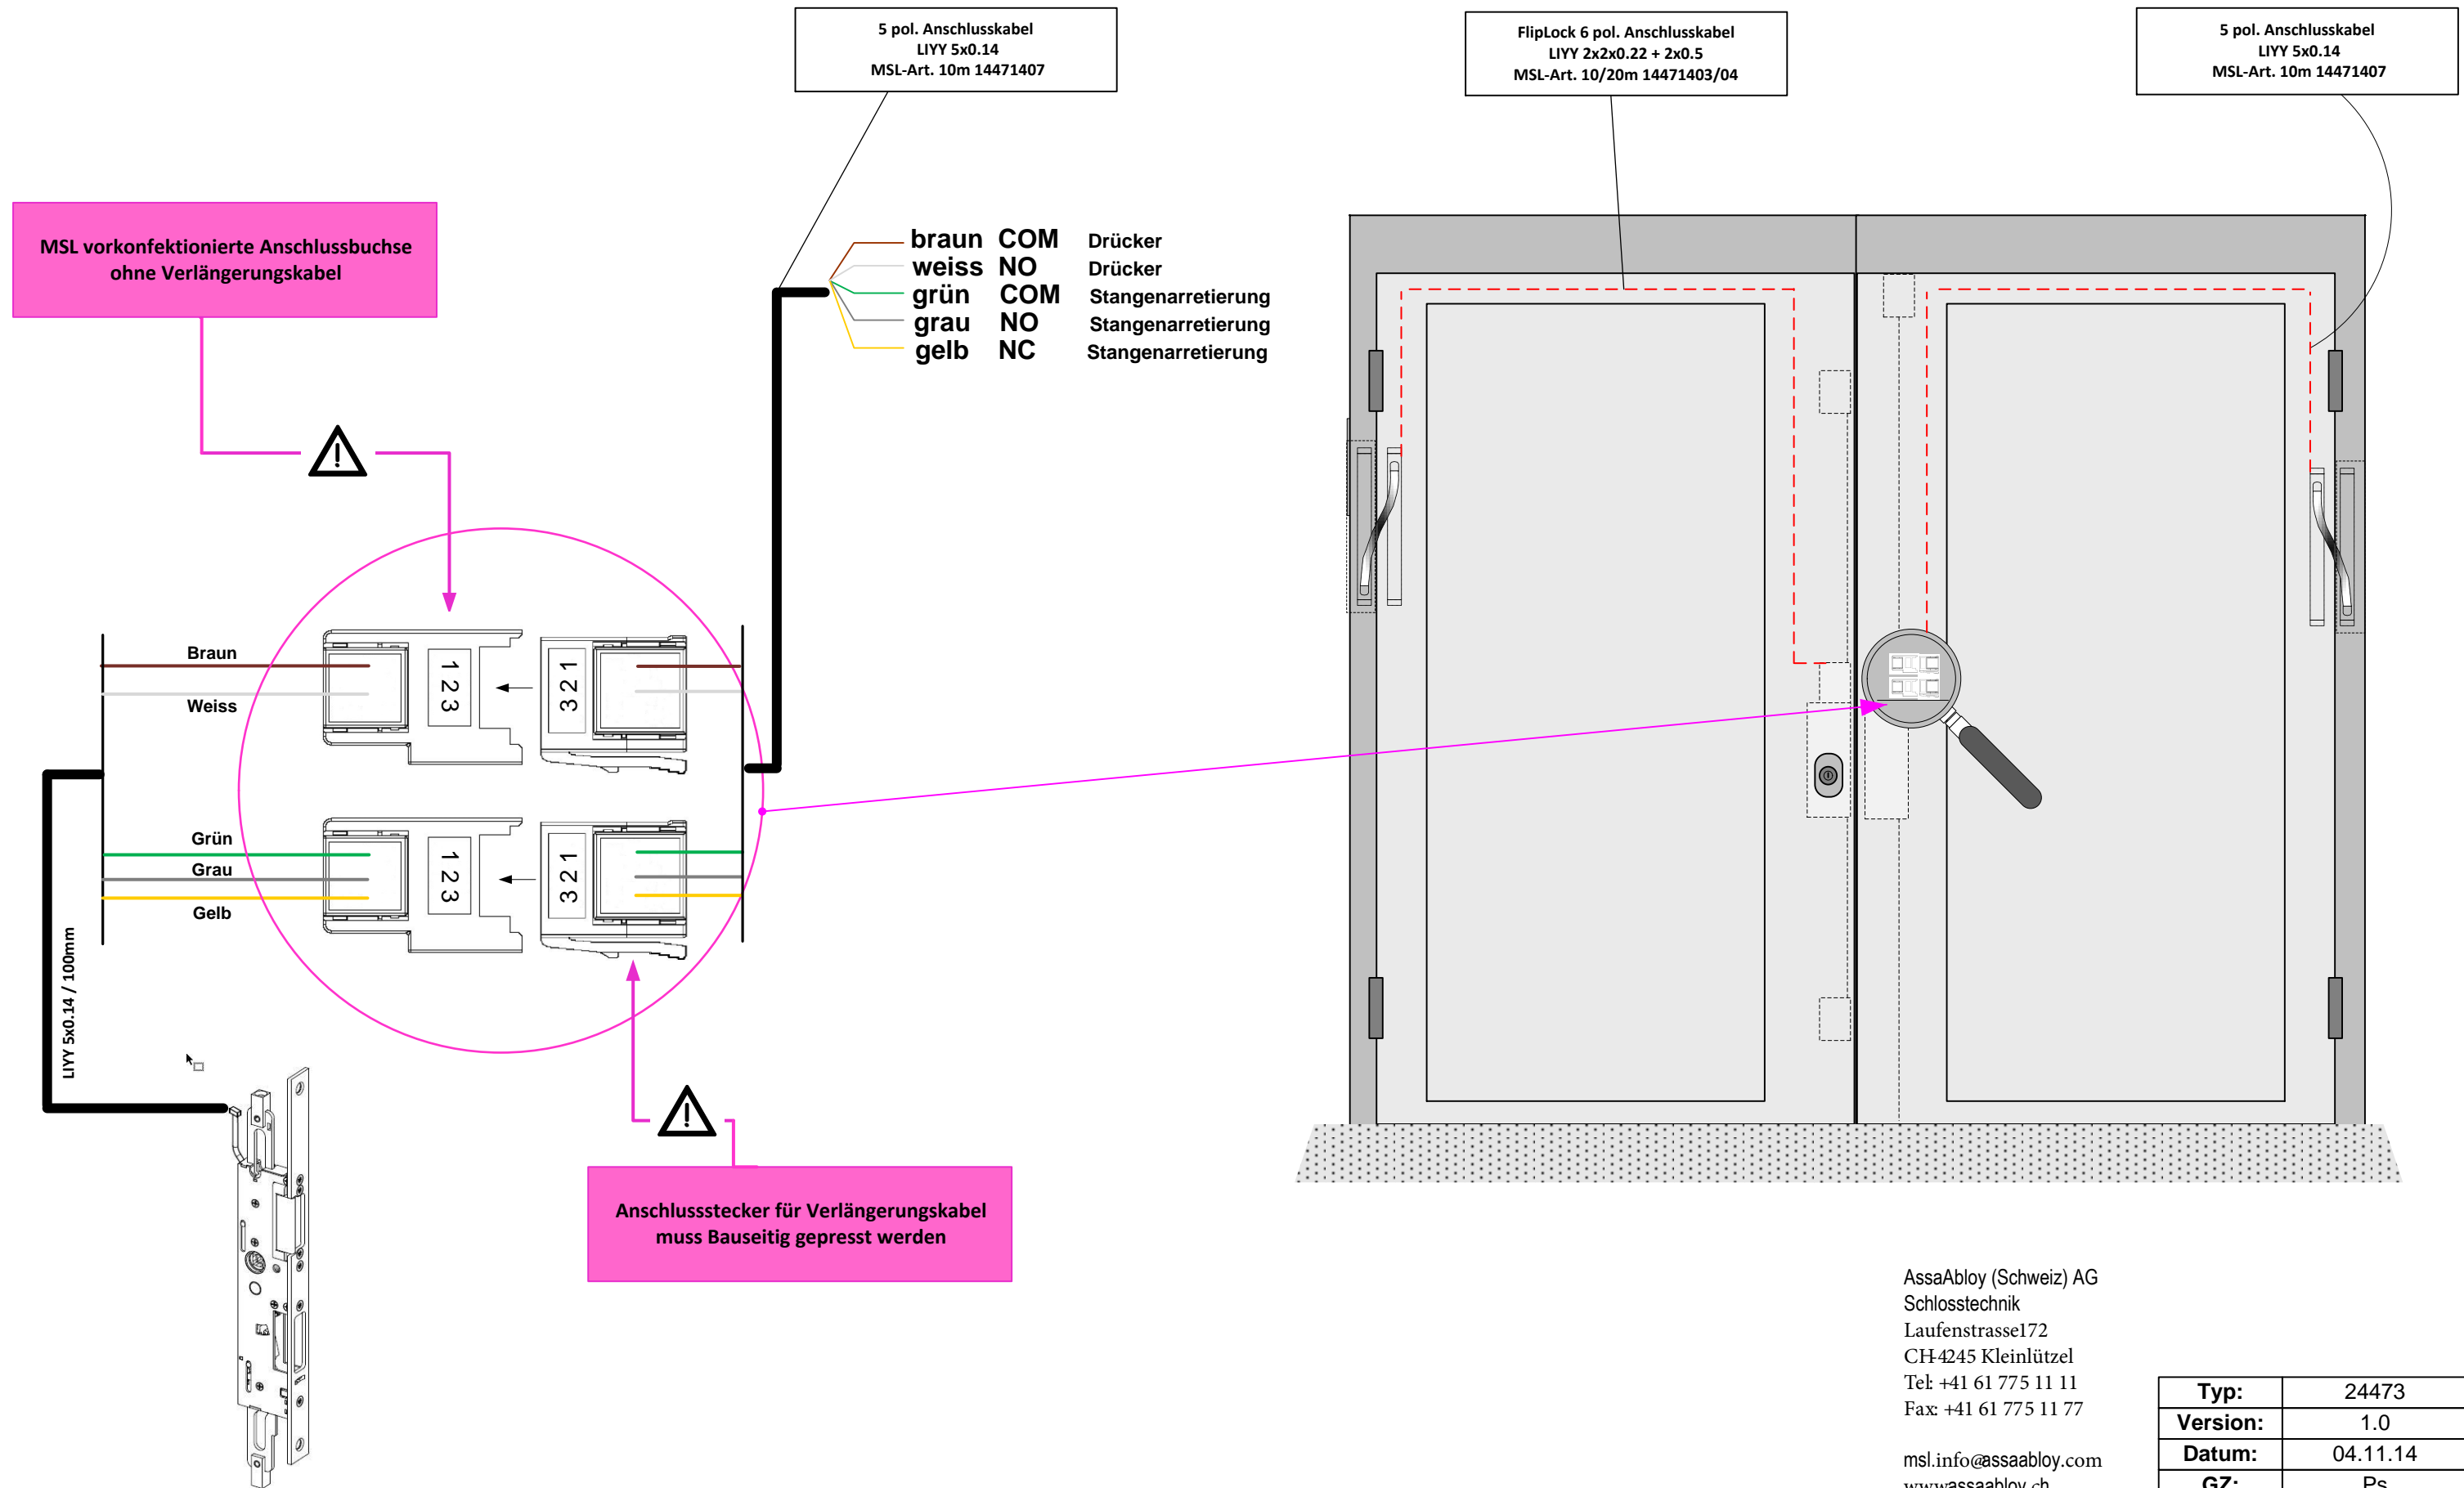 5 pol. Anschlusskabel
LIYY 5x0.14
MSL-Art. 10m 14471407
FlipLock 6 pol. Anschlusskabel
LIYY 2x2x0.22 + 2x0.5
MSL-Art. 10/20m 14471403/04
5 pol. Anschlusskabel
LIYY 5x0.14
MSL-Art. 10m 14471407
MSL vorkonfektionierte Anschlussbuchse
ohne Verlängerungskabel
braun COM Drücker
weiss NO Drücker
grün COM Stangenarretierung
grau NO Stangenarretierung
gelb NC Stangenarretierung
Braun
Weiss
1 2 3
3 2 1
Grün
Grau
Gelb
1 2 3
3 2 1
LIYY 5x0.14 / 100mm
Anschlussstecker für Verlängerungskabel
muss Bauseitig gepresst werden
AssaAbloy (Schweiz) AG
Schlosstechnik
Laufenstrasse172
CH-4245 Kleinlützel
Tel: +41 61 775 11 11
Fax: +41 61 775 11 77
msl.info@assaabloy.com
www.assaabloy.ch
Typ: 24473
Version: 1.0
Datum: 04.11.14
GZ: Ps